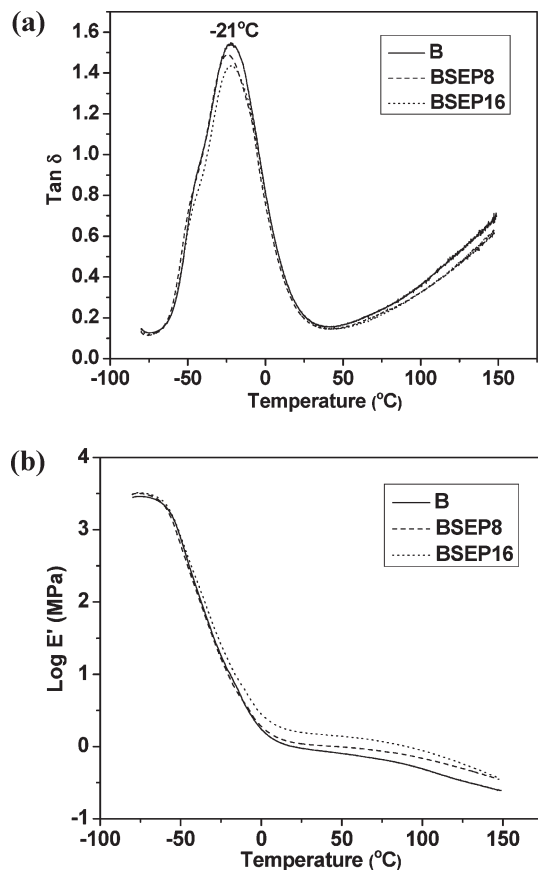 (a)
-21°C
B
BSEP8
BSEP16
Tan δ
1.6
1.4
1.2
1.0
0.8
0.6
0.4
0.2
0.0
-100 -50 0 50 100 150
Temperature (°C)
(b)
B
BSEP8
BSEP16
Log E' (MPa)
4
3
2
1
0
-1
-100 -50 0 50 100 150
Temperature (°C)